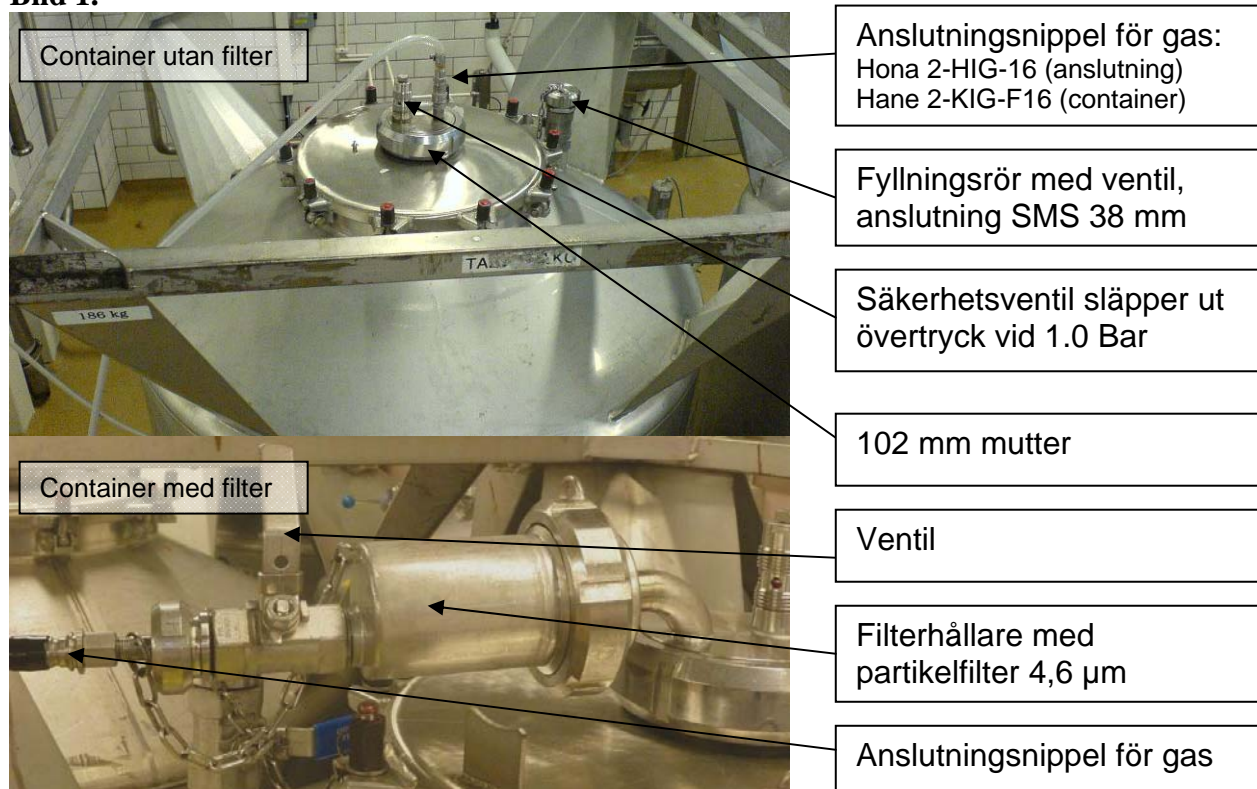 Bild 1.
Container utan filter
Anslutningsnippel för gas:
Hona 2-HIG-16 (anslutning)
Hane 2-KIG-F16 (container)
Fyllningsrör med ventil,
anslutning SMS 38 mm
Säkerhetsventil släpper ut
övertryck vid 1.0 Bar
186 kg
102 mm mutter
Container med filter
Ventil
Filterhållare med
partikelfilter 4,6 µm
Anslutningsnippel för gas